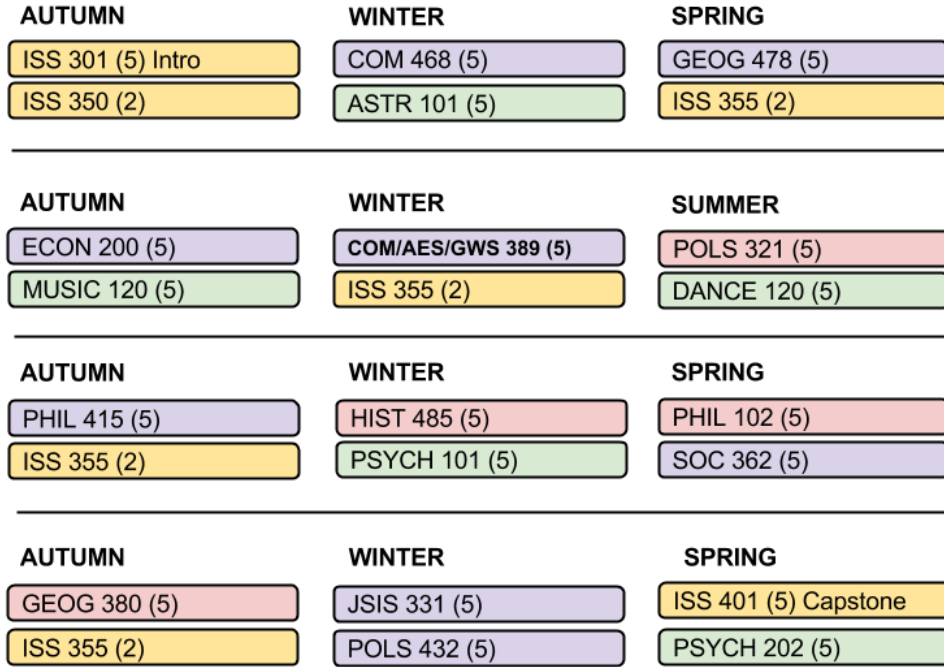 AUTUMN WINTER SPRING
ISS 301 (5) Intro COM 468 (5) GEOG 478 (5)
ISS 350 (2) ASTR 101 (5) ISS 355 (2)
AUTUMN WINTER SUMMER
ECON 200 (5) COM/AES/GWS 389 (5) POLS 321 (5)
MUSIC 120 (5) ISS 355 (2) DANCE 120 (5)
AUTUMN WINTER SPRING
PHIL 415 (5) HIST 485 (5) PHIL 102 (5)
ISS 355 (2) PSYCH 101 (5) SOC 362 (5)
AUTUMN WINTER SPRING
GEOG 380 (5) JSIS 331 (5) ISS 401 (5) Capstone
ISS 355 (2) POLS 432 (5) PSYCH 202 (5)